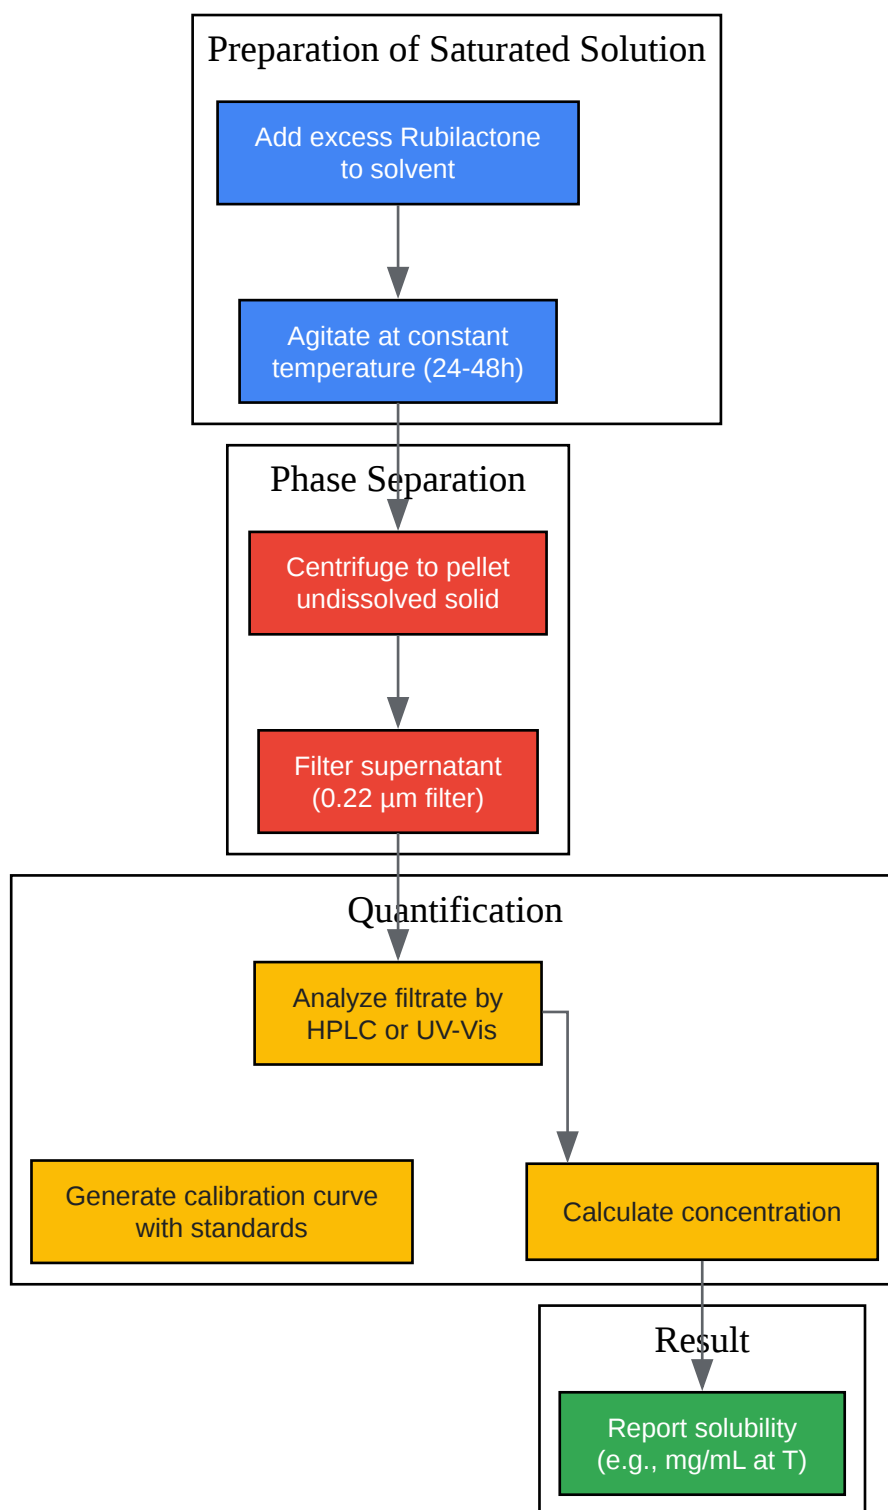 Preparation of Saturated Solution
Add excess Rubilactone
to solvent
Agitate at constant
temperature (24-48h)
Phase Separation
Centrifuge to pellet
undissolved solid
Filter supernatant
(0.22 µm filter)
Quantification
Analyze filtrate by
HPLC or UV-Vis
Generate calibration curve
with standards
Calculate concentration
Result
Report solubility
(e.g., mg/mL at T)